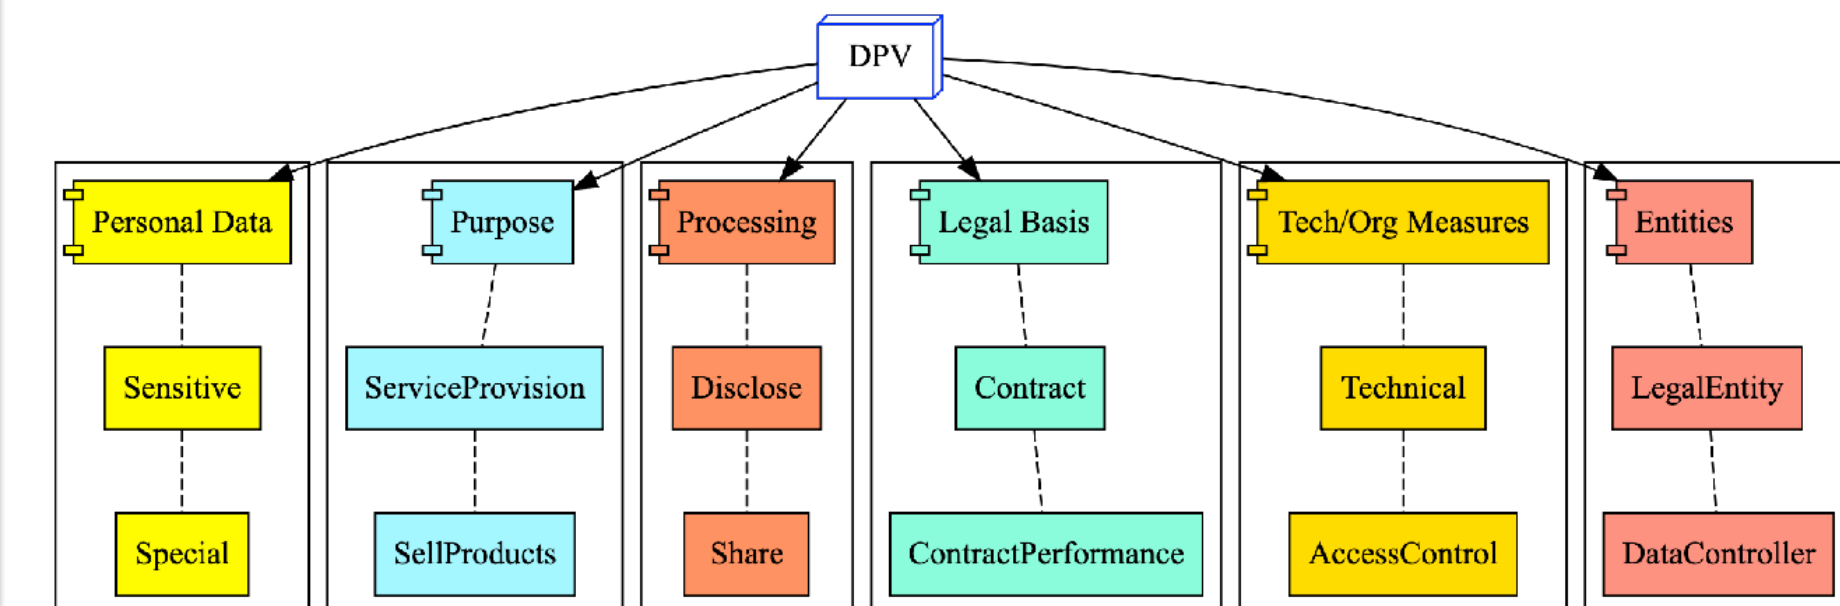 DPV
Personal Data
Purpose
Processing
Legal Basis
Tech/Org Measures
Entities
Sensitive
ServiceProvision
Disclose
Contract
Technical
LegalEntity
Special
SellProducts
Share
ContractPerformance
AccessControl
DataController